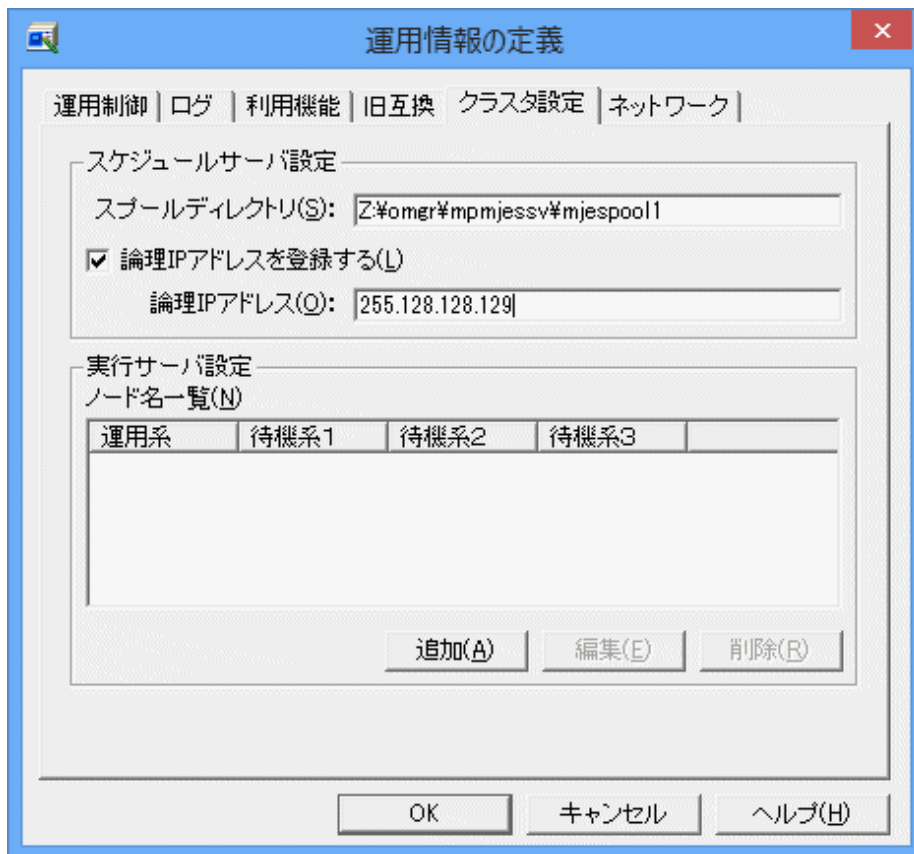 運用情報の定義
運用制御 ログ 利用機能 旧互換 クラスタ設定 ネットワーク
スケジュールサーバ設定
スプールディレクトリ(S): Z:¥omgr¥mpmjessv¥mjespool1
論理IPアドレスを登録する(L)
論理IPアドレス(O): 255.128.128.129
実行サーバ設定
ノード名一覧(N)
運用系 待機系1 待機系2 待機系3
追加(A) 編集(E) 削除(R)
OK キャンセル ヘルプ(H)